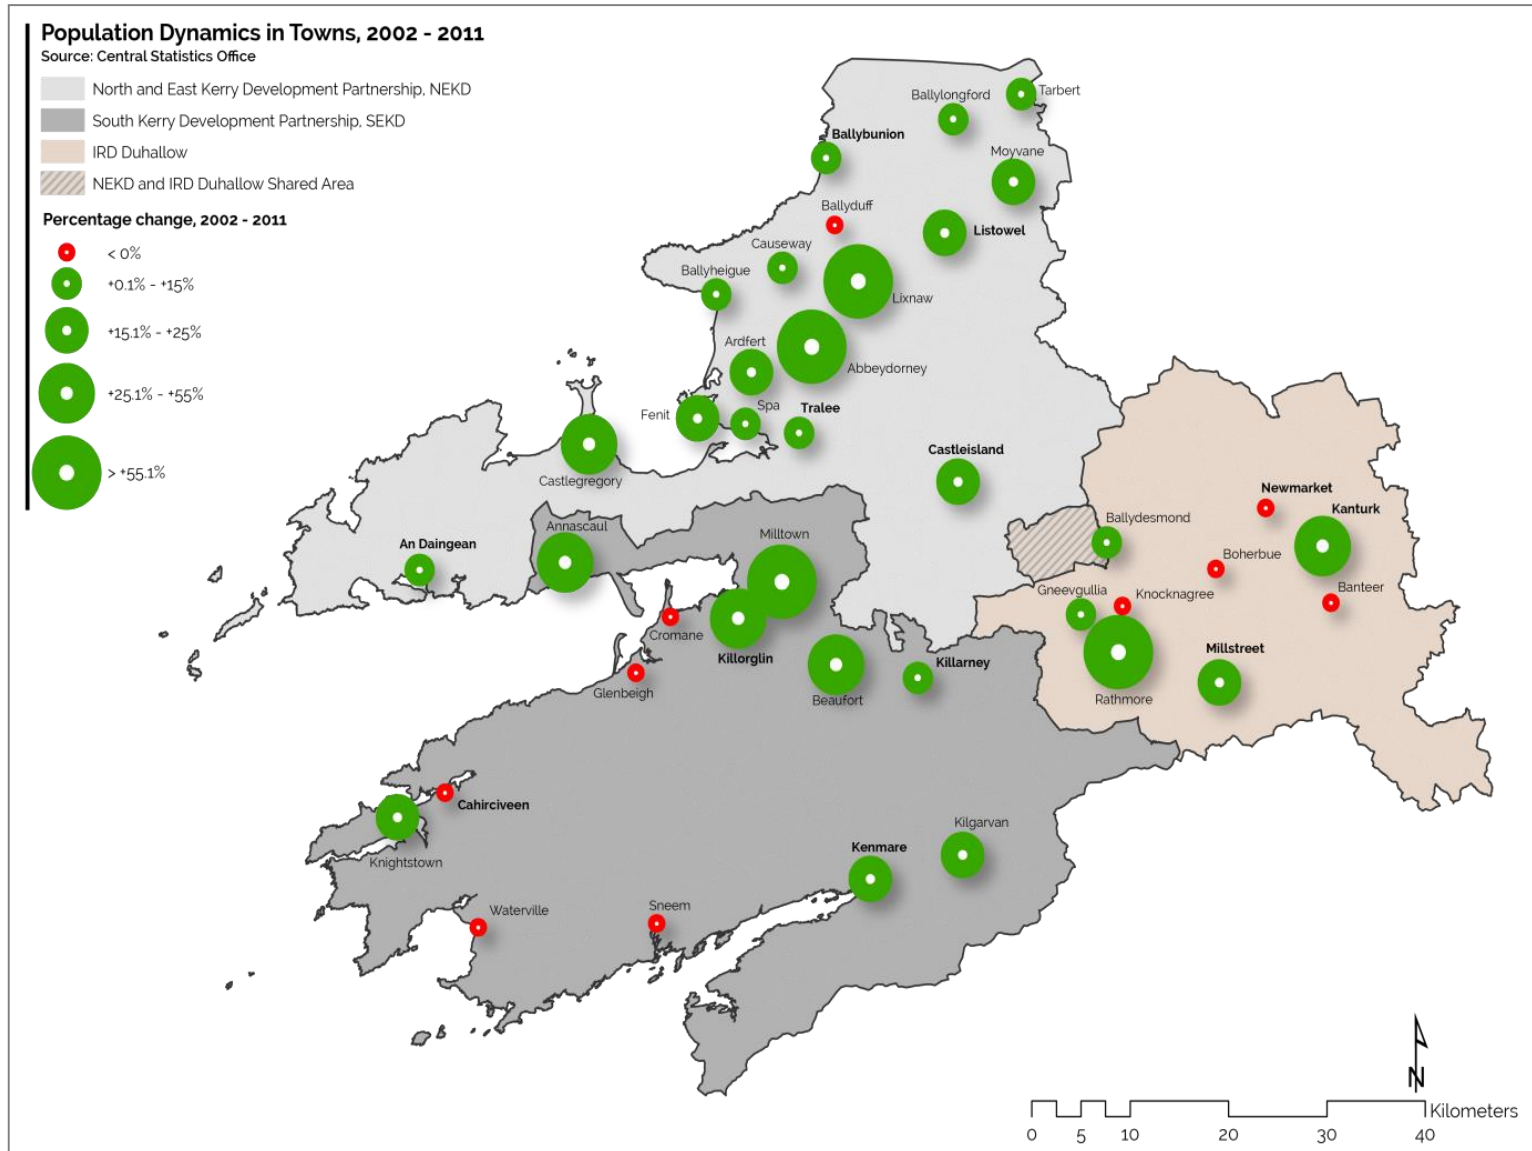 Population Dynamics in Towns, 2002 - 2011
Source: Central Statistics Office
North and East Kerry Development Partnership, NEKD
South Kerry Development Partnership, SEKD
IRD Duhallow
NEKD and IRD Duhallow Shared Area
Percentage change, 2002 - 2011
< 0%
+0.1% - +15%
+15.1% - +25%
+25.1% - +55%
> +55.1%
Tarbert
Ballylongford
Ballybunion
Moyvane
Ballyduff
Listowel
Causeway
Ballyheigue
Lixnaw
Ardfert
Abbeydorney
Fenit
Spa
Tralee
Castleisland
Castlegregory
Newmarket
Kanturk
Ballydesmond
Annascaul
Milltown
An Daingean
Boherbue
Banteer
Gneevgullia
Knocknagree
Cromane
Killorglin
Killarney
Millstreet
Glenbeigh
Beaufort
Rathmore
Cahirciveen
Knightstown
Kilgarvan
Kenmare
Waterville
Sneem
N
Kilometers
0 5 10 20 30 40